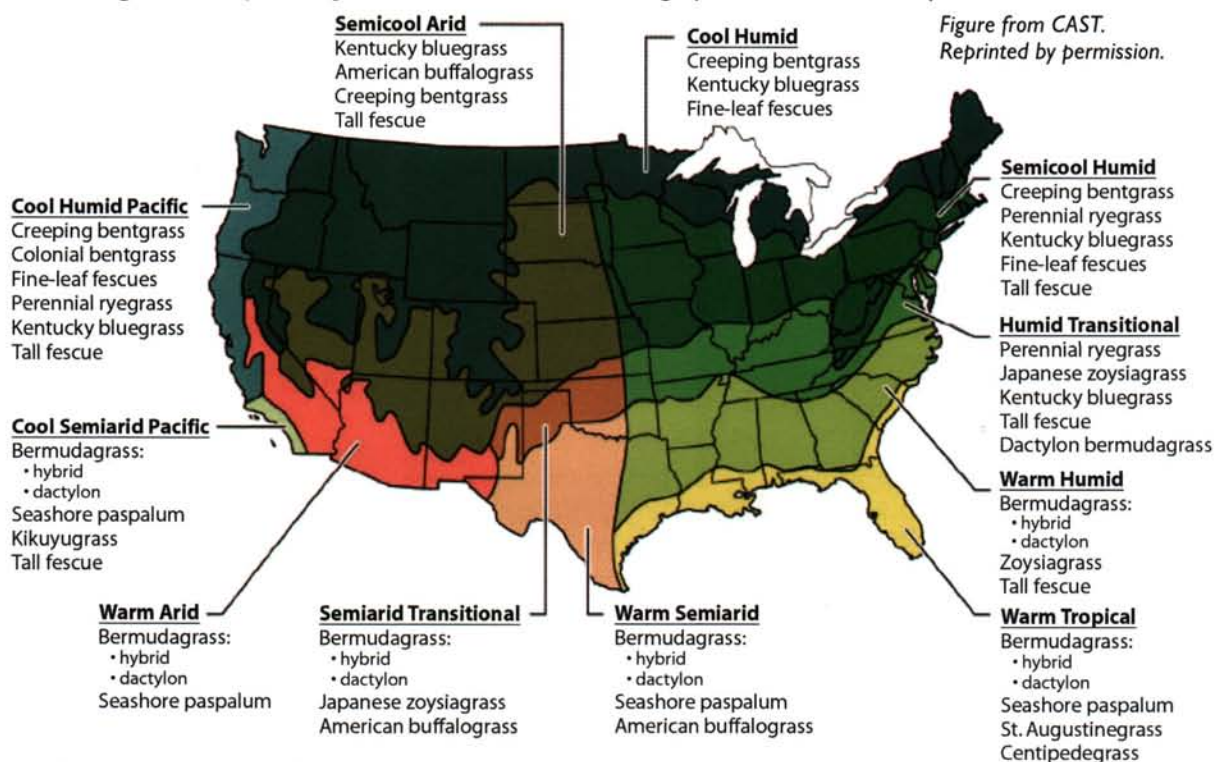 Figure from CAST.
Reprinted by permission.
Semicool Arid
Kentucky bluegrass
American buffalograss
Creeping bentgrass
Tall fescue
Cool Humid
Creeping bentgrass
Kentucky bluegrass
Fine-leaf fescues
Semicool Humid
Creeping bentgrass
Perennial ryegrass
Kentucky bluegrass
Fine-leaf fescues
Tall fescue
Cool Humid Pacific
Creeping bentgrass
Colonial bentgrass
Fine-leaf fescues
Perennial ryegrass
Kentucky bluegrass
Tall fescue
Humid Transitional
Perennial ryegrass
Japanese zoysiagrass
Kentucky bluegrass
Tall fescue
Dactylon bermudagrass
Cool Semiarid Pacific
Bermudagrass:
• hybrid
• dactylon
Seashore paspalum
Kikuyugrass
Tall fescue
Warm Humid
Bermudagrass:
• hybrid
• dactylon
Zoysiagrass
Tall fescue
Warm Arid
Bermudagrass:
• hybrid
• dactylon
Seashore paspalum
Semiarid Transitional
Bermudagrass:
• hybrid
• dactylon
Japanese zoysiagrass
American buffalograss
Warm Semiarid
Bermudagrass:
• hybrid
• dactylon
Seashore paspalum
American buffalograss
Warm Tropical
Bermudagrass:
• hybrid
• dactylon
Seashore paspalum
St. Augustinegrass
Centipedegrass